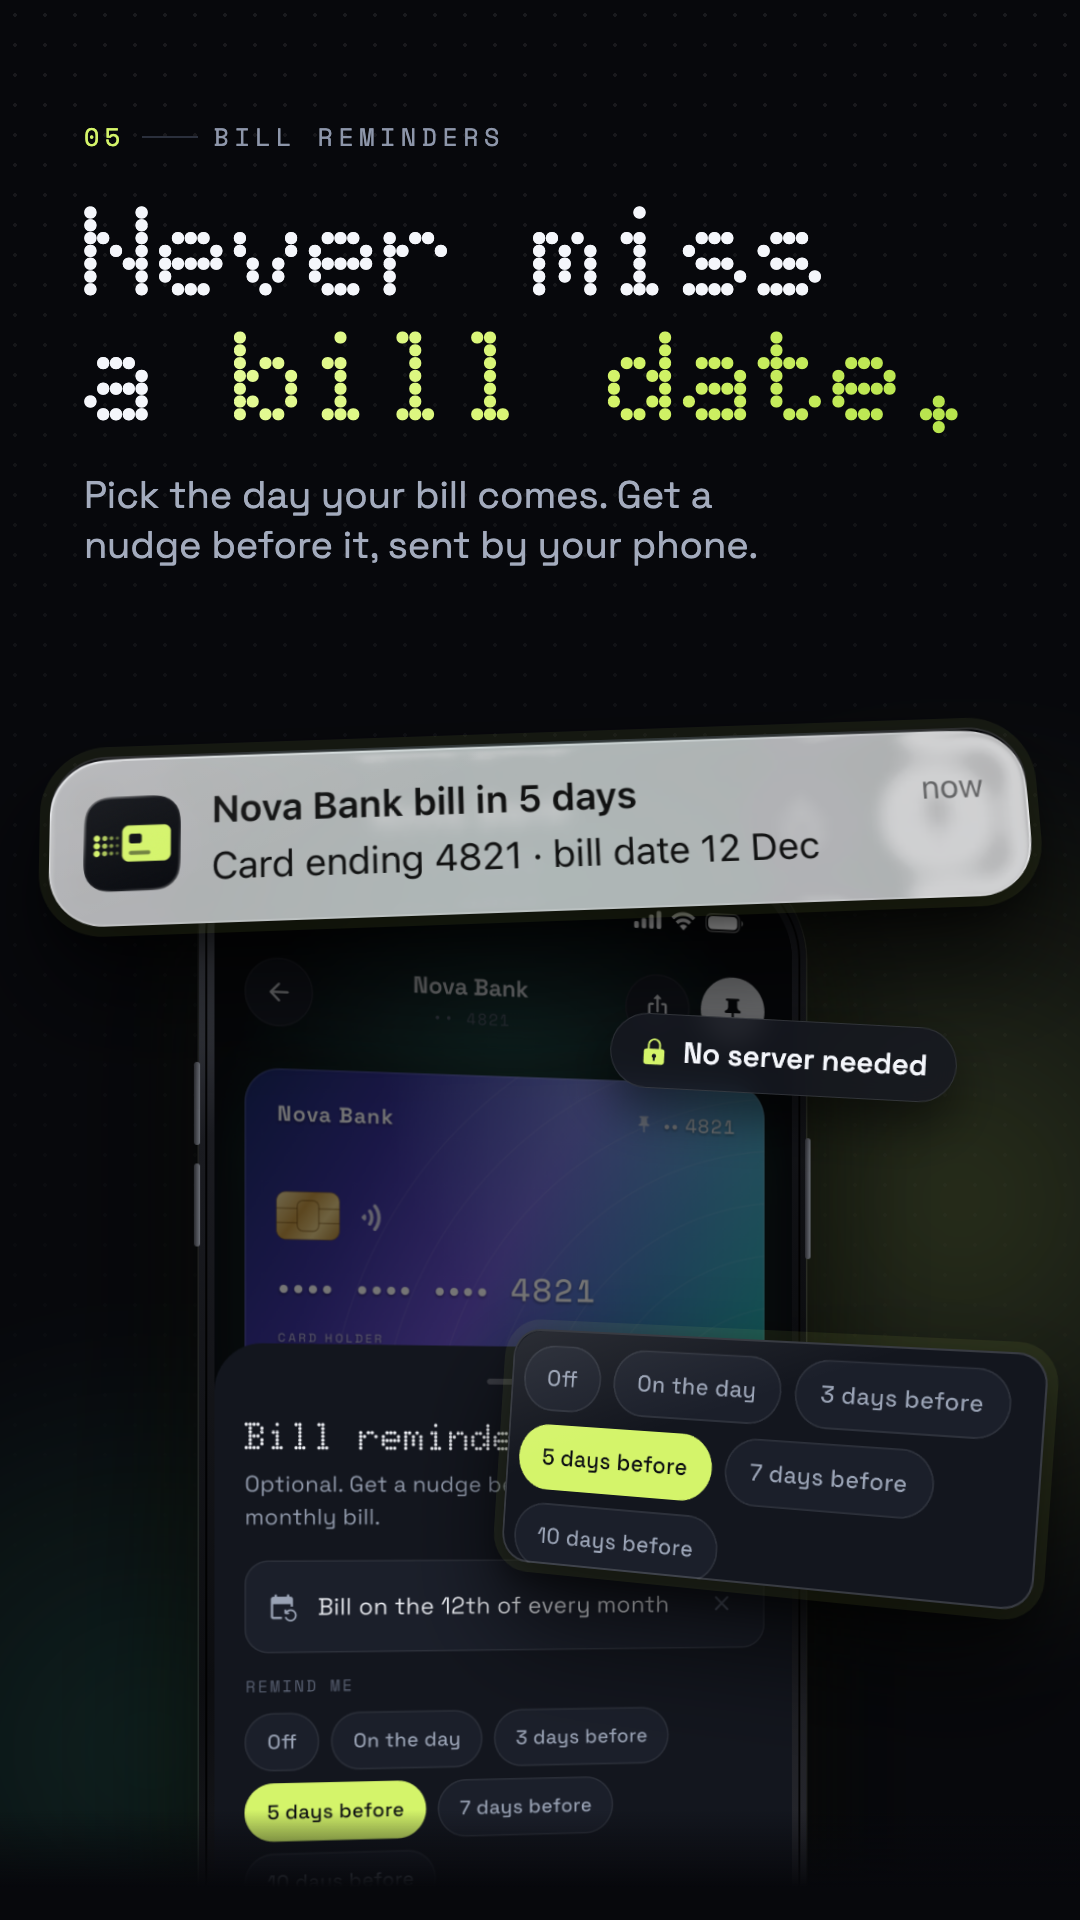 05 BILL REMINDERS
Never miss
a bill date.
Pick the day your bill comes. Get a
nudge before it, sent by your phone.
Nova Bank bill in 5 days
now
Card ending 4821 · bill date 12 Dec
Nova Bank
•• 4821
No server needed
Nova Bank
•• 4821
•••• •••• •••• 4821
CARD HOLDER
Off
On the day
3 days before
5 days before
7 days before
10 days before
Bill
Optional. Get a nudge
monthly bill.
Bill on the 12th of every month
REMIND ME
Off
On the day
3 days before
5 days before
7 days before
10 days before